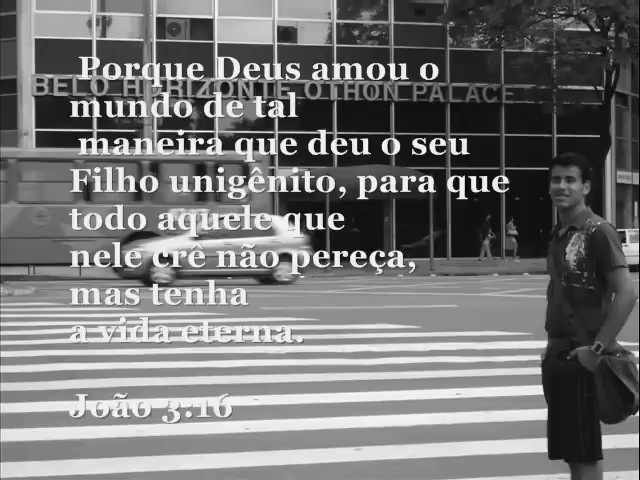 Porque Deus amou o
BELO HORIZONTE OTHON PALACE
mundo de tal
maneira que deu o seu
Filho unigênito, para que
todo aquele que
nele crê não pereça,
mas tenha
a vida eterna.
João 3:16